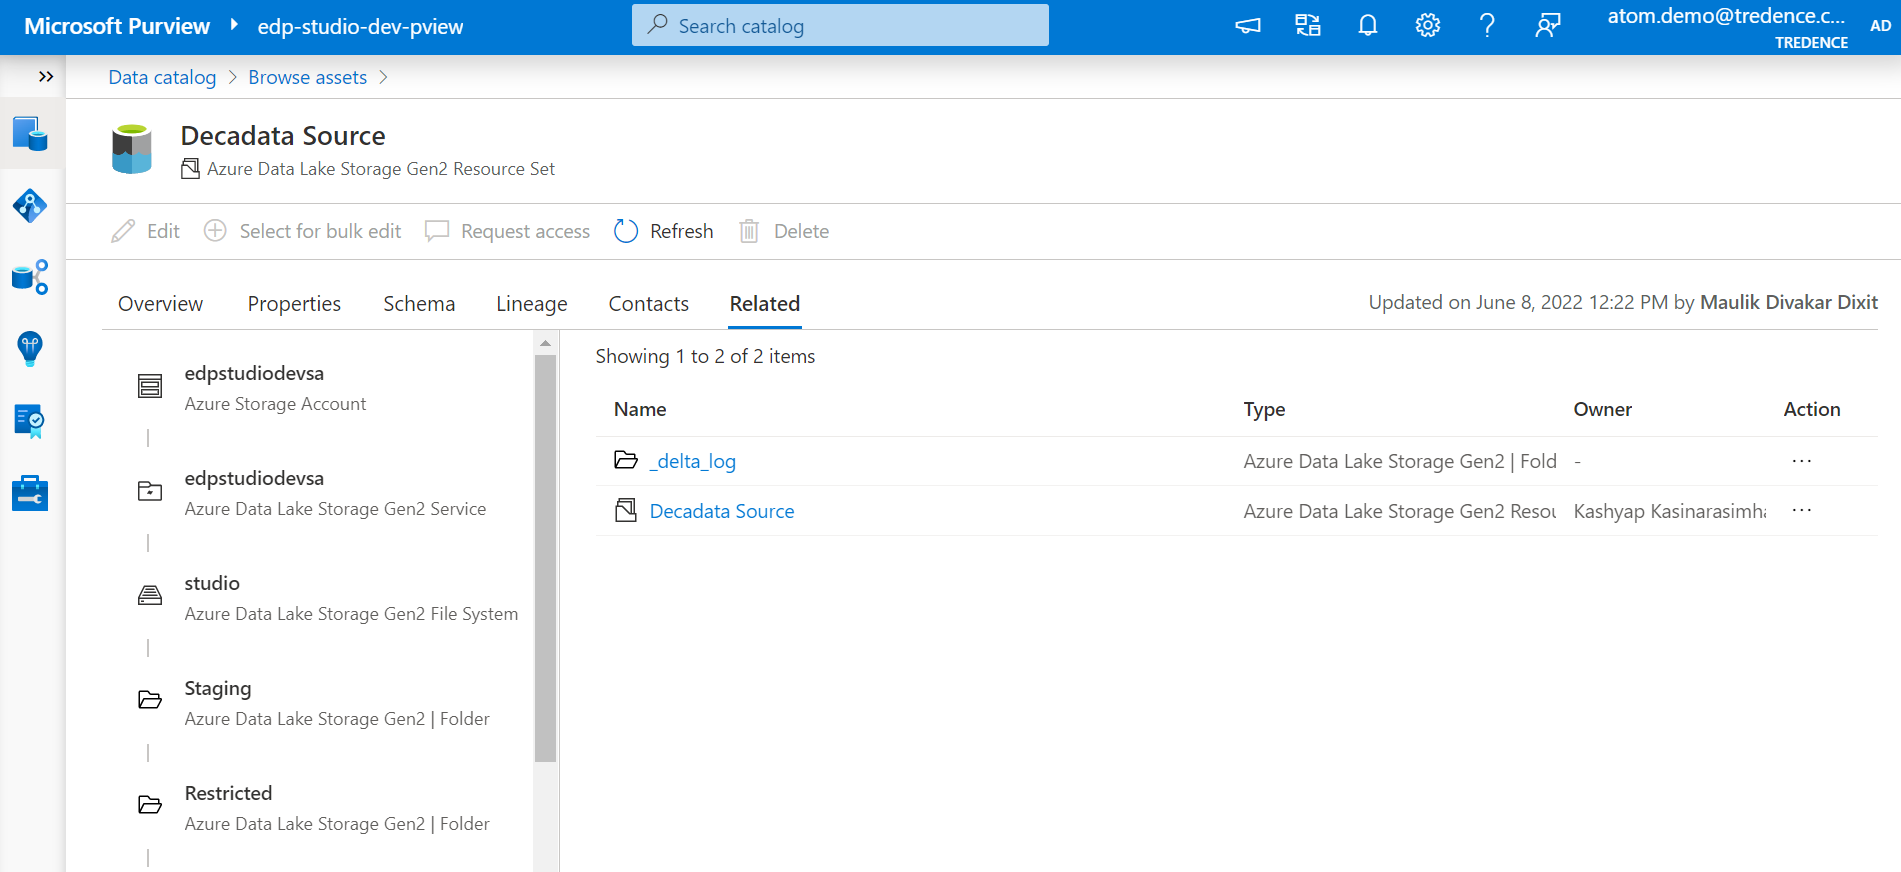 Microsoft Purview edp-studio-dev-pview
Search catalog
atom.demo@tredence.c...
TREDENCE
AD
Data catalog Browse assets
Decadata Source
Azure Data Lake Storage Gen2 Resource Set
Edit Select for bulk edit Request access Refresh Delete
Overview Properties Schema Lineage Contacts Related
Updated on June 8, 2022 12:22 PM by Maulik Divakar Dixit
edpstudiodevsa
Azure Storage Account
edpstudiodevsa
Azure Data Lake Storage Gen2 Service
studio
Azure Data Lake Storage Gen2 File System
Staging
Azure Data Lake Storage Gen2 | Folder
Restricted
Azure Data Lake Storage Gen2 | Folder
Showing 1 to 2 of 2 items
Name Type Owner Action
_delta_log Azure Data Lake Storage Gen2 | Fold - ...
Decadata Source Azure Data Lake Storage Gen2 Resou Kashyap Kasinarasimha ...